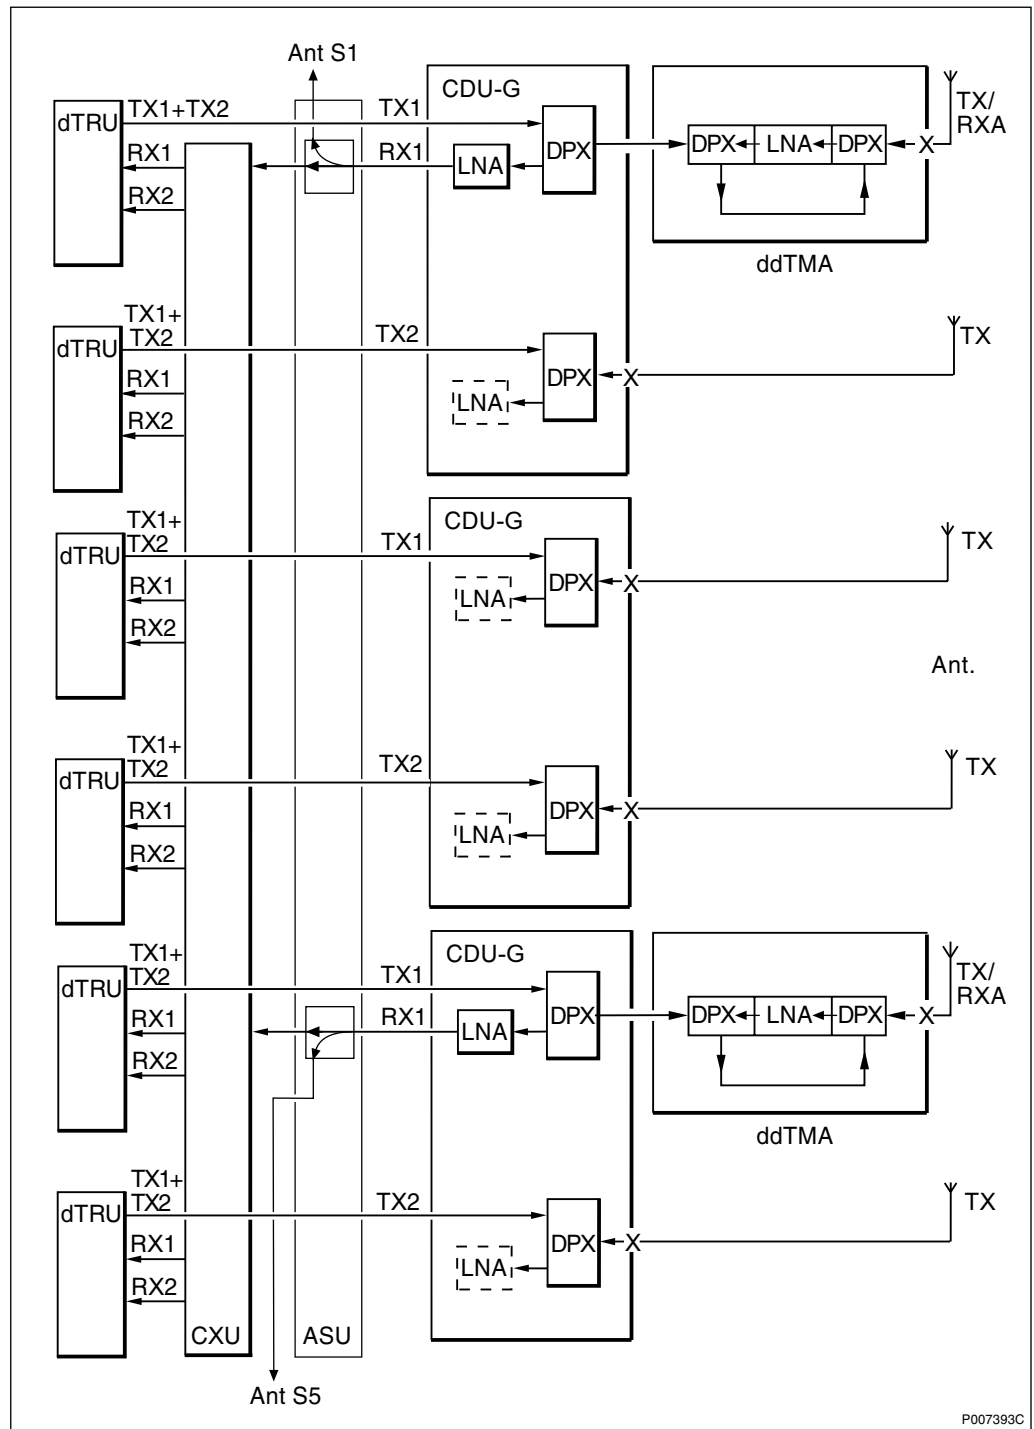 Ant S1
CDU-G
dTRU TX1+TX2 TX1 DPX
RX1 RX1 LNA
RX2
DPX LNA DPX X TX/
RXA
ddTMA
TX1+
dTRU TX2 TX2 DPX X TX
RX1
LNA
RX2
CDU-G
TX1+
dTRU TX2 TX1 DPX X TX
RX1
LNA
RX2
Ant.
TX1+
dTRU TX2 TX2 DPX X TX
RX1
LNA
RX2
CDU-G
TX1+
dTRU TX2 TX1 DPX
RX1 RX1 LNA
RX2
DPX LNA DPX X TX/
RXA
ddTMA
TX1+
dTRU TX2 TX2 DPX X TX
RX1
LNA
RX2
CXU ASU
Ant S5
P007393C